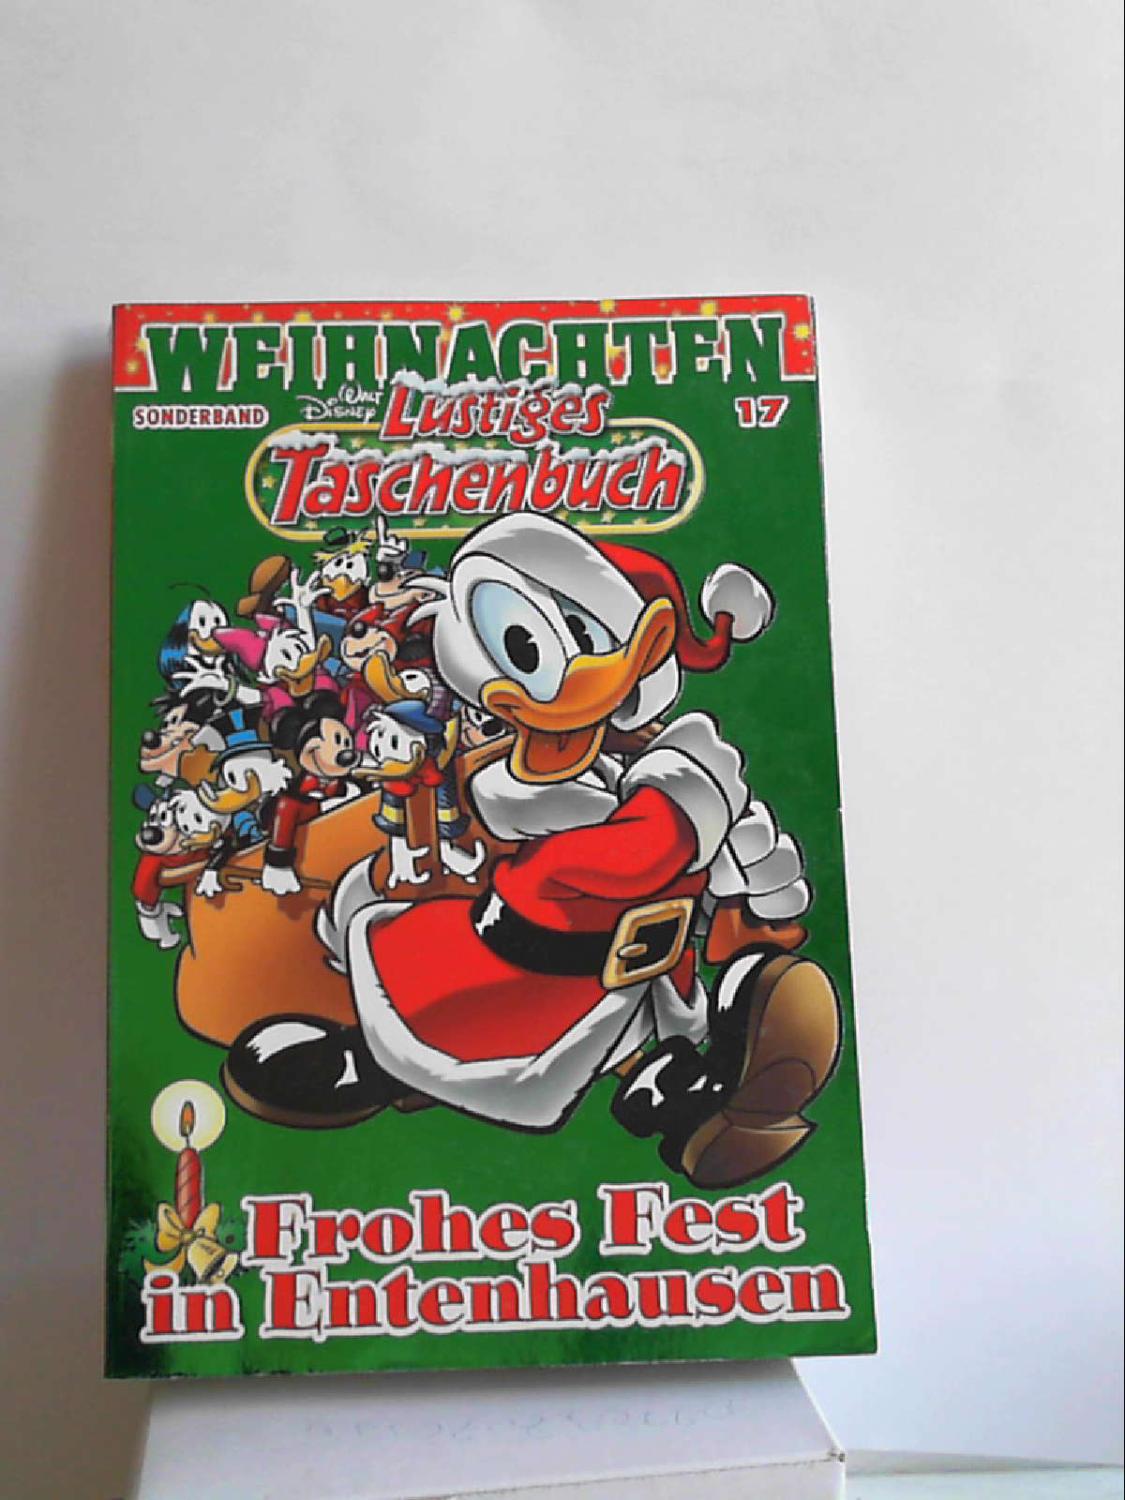 WEIHNACHTEN
SONDERBAND
WALT DISNEY
Lustiges
17
Taschenbuch
Frohes Fest
in Entenhausen